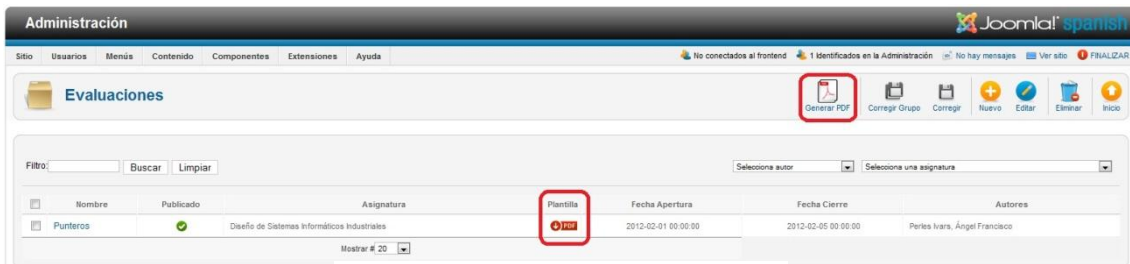 Administración Joomla! spanish
Sitio Usuarios Menús Contenido Componentes Extensiones Ayuda No conectados al frontend 1 Identificados en la Administración No hay mensajes Ver sitio FINALIZAR
Evaluaciones Generar PDF Corregir Grupo Corregir Nuevo Editar Eliminar Inicio
Filtro: Buscar Limpiar Selecciona autor Selecciona una asignatura
Nombre Publicado Asignatura Plantilla Fecha Apertura Fecha Cierre Autores
Punteros Diseño de Sistemas Informáticos Industriales PDF 2012-02-01 00:00:00 2012-02-05 00:00:00 Perles Ivars, Ángel Francisco
Mostrar # 20